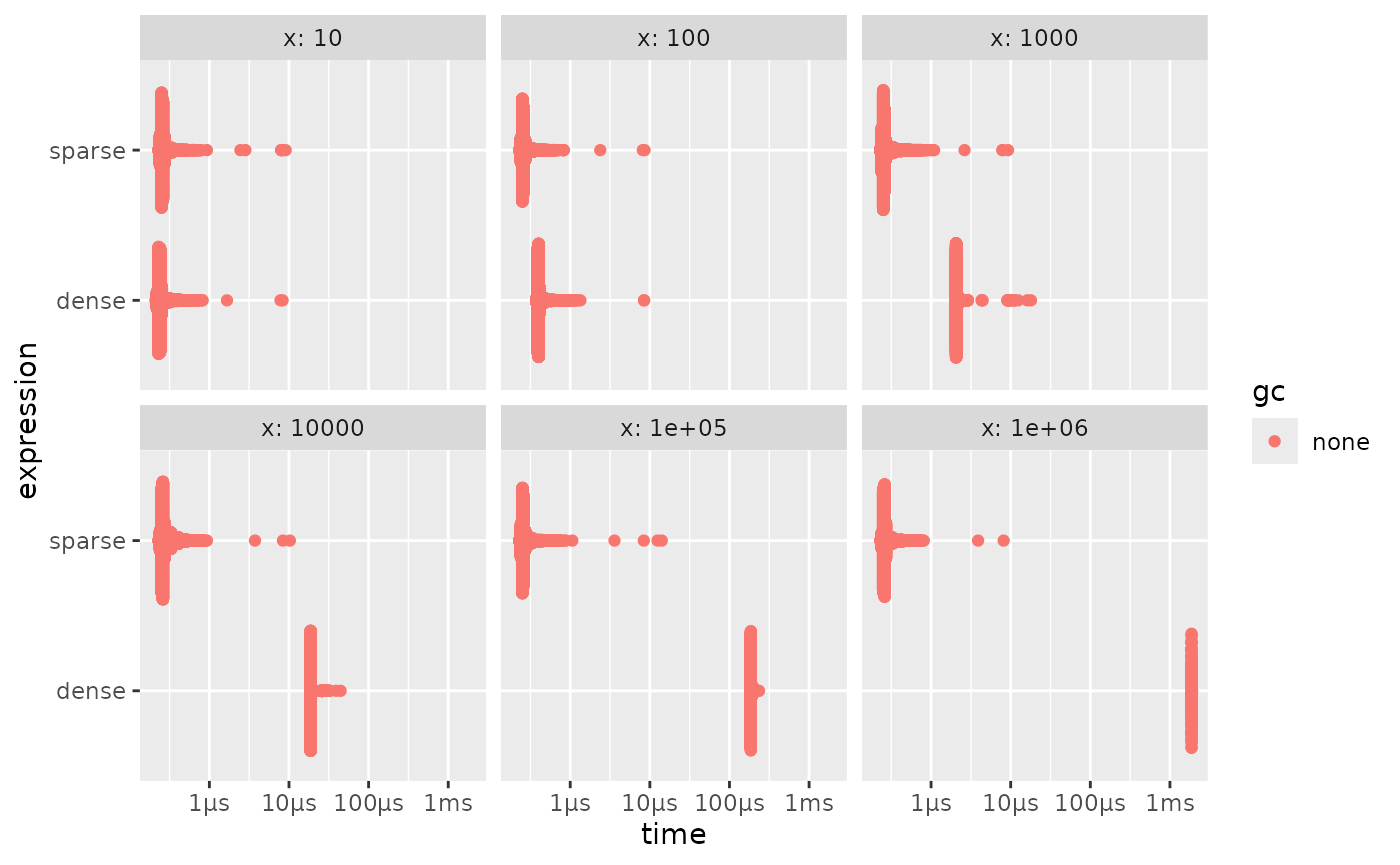 x: 10
x: 100
x: 1000
sparse
dense
x: 10000
x: 1e+05
x: 1e+06
sparse
dense
1µs
10µs
100µs
1ms
1µs
10µs
100µs
1ms
1µs
10µs
100µs
1ms
time
expression
gc
none